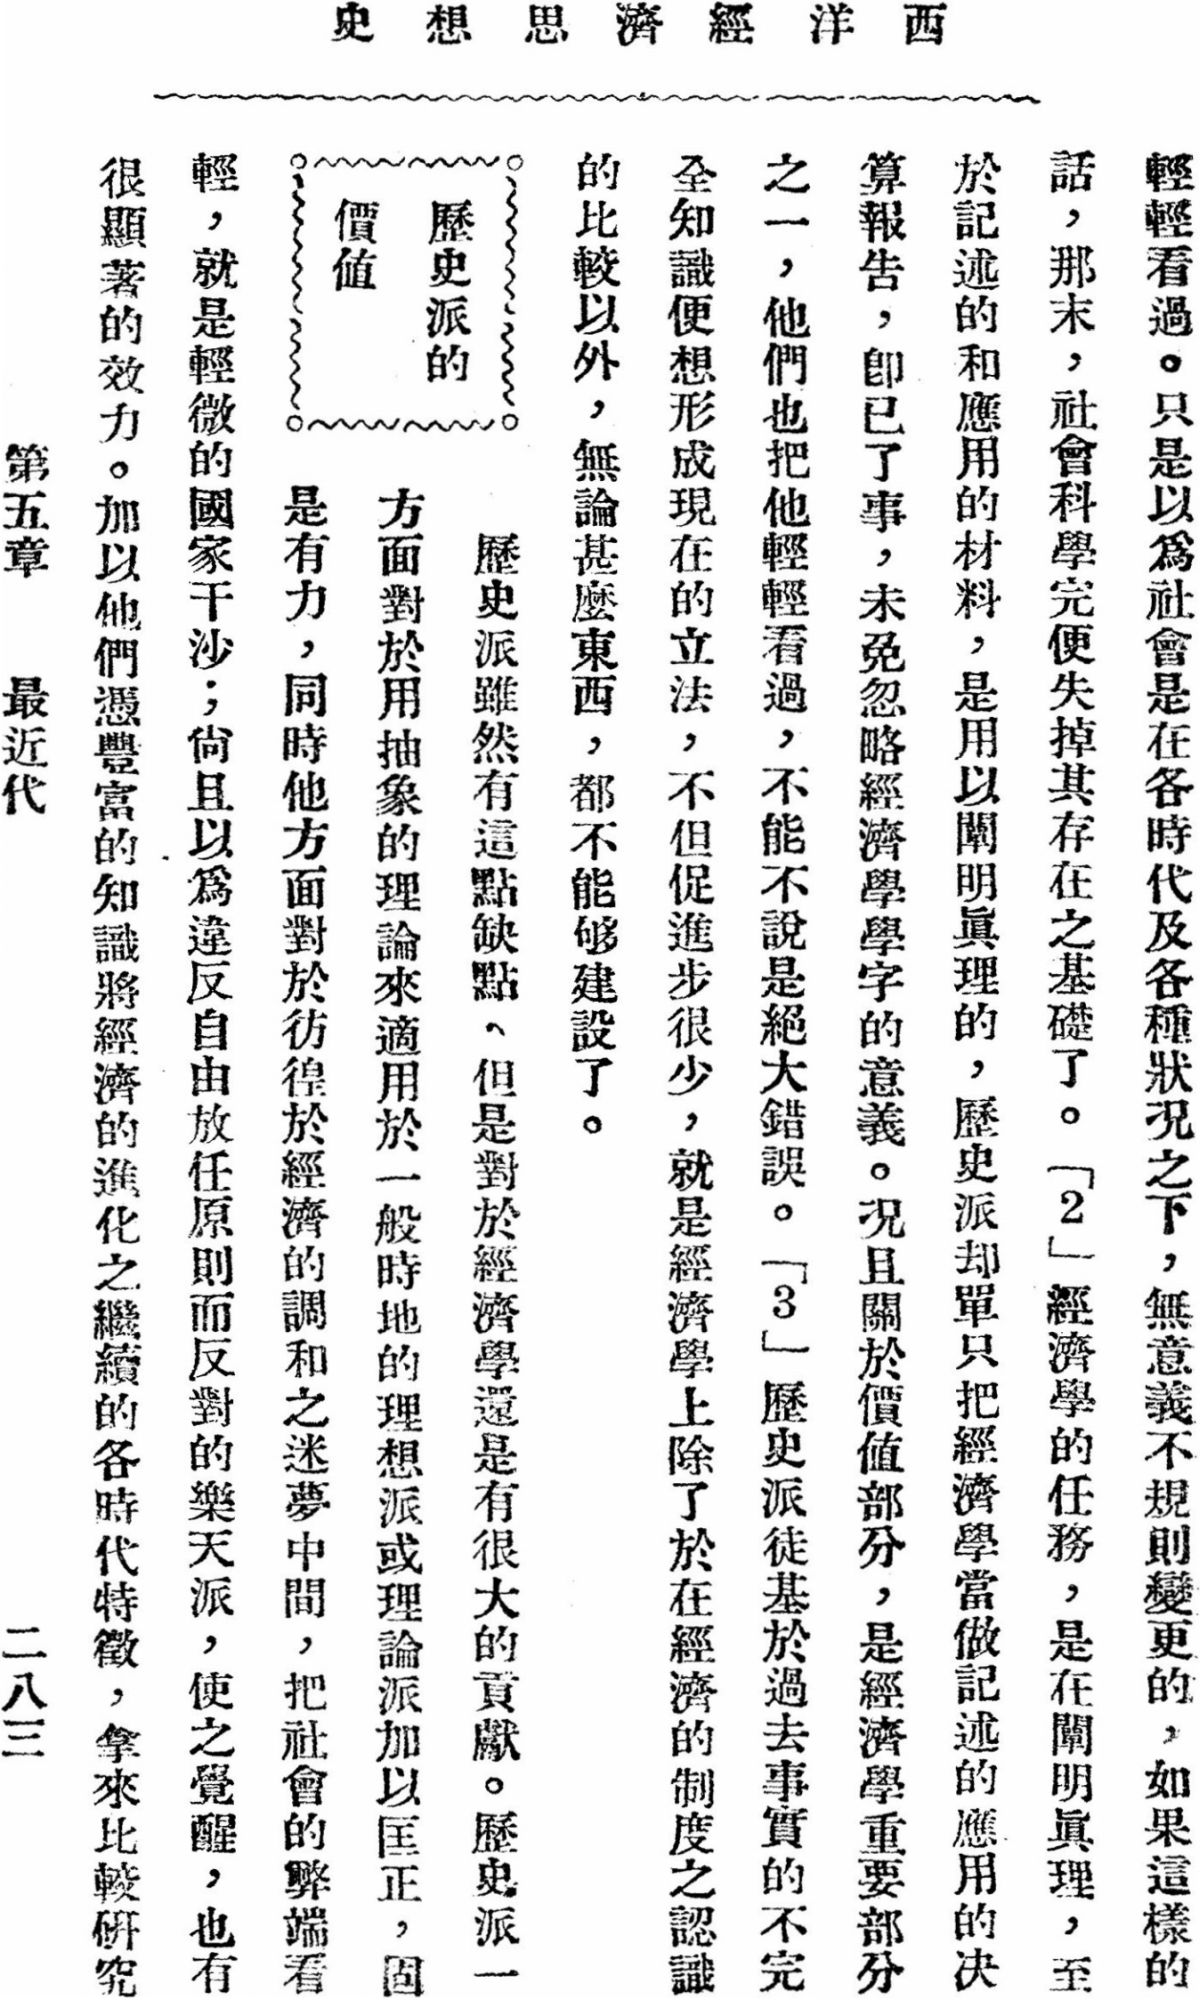 西洋經濟思想史
輕輕看過。只是以爲社會是在各時代及各種狀況之下，無意義不規則變更的，如果這樣的
話，那末，社會科學完便失掉其存在之基礎了。「2」經濟學的任務，是在闡明眞理，至
於記述的和應用的材料，是用以闡明眞理的，歷史派却單只把經濟學當做記述的應用的决
算報告，卽已了事，未免忽略經濟學學字的意義。况且關於價値部分，是經濟學重要部分
之一，他們也把他輕輕看過，不能不說是絕大錯誤。「3」歷史派徒基於過去事實的不完
全知識便想形成現在的立法，不但促進步很少，就是經濟學上除了於在經濟的制度之認識
的比較以外，無論甚麼東西，都不能够建設了。
歷史派的
價値
歷史派雖然有這點缺點、但是對於經濟學還是有很大的貢獻。歷史派一
方面對於用抽象的理論來適用於一般時地的理想派或理論派加以匡正，固
是有力，同時他方面對於彷徨於經濟的調和之迷夢中間，把社會的弊端看
輕，就是輕微的國家干沙；尙且以爲違反自由放任原則而反對的樂天派，使之覺醒，也有
很顯著的效力。加以他們憑豐富的知識將經濟的進化之繼續的各時代特徵，拿來比較研究
第五章　最近代　二八三